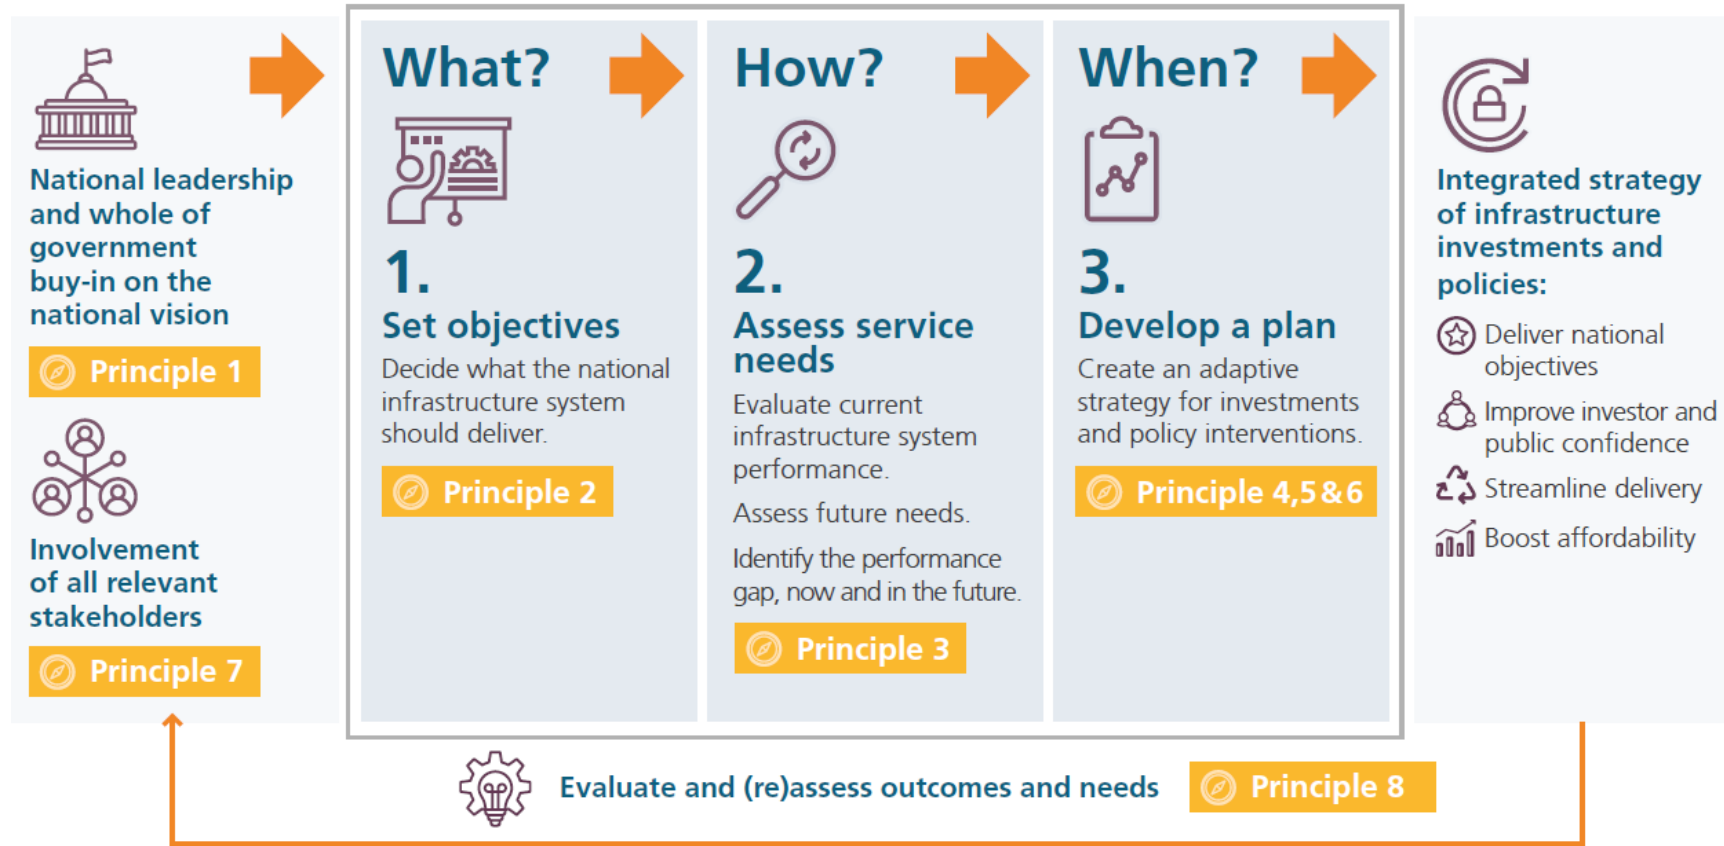 National leadership
and whole of
government
buy-in on the
national vision
Principle 1
Involvement
of all relevant
stakeholders
Principle 7
What?
1.
Set objectives
Decide what the national
infrastructure system
should deliver.
Principle 2
How?
2.
Assess service
needs
Evaluate current
infrastructure system
performance.
Assess future needs.
Identify the performance
gap, now and in the future.
Principle 3
When?
3.
Develop a plan
Create an adaptive
strategy for investments
and policy interventions.
Principle 4,5&6
Integrated strategy
of infrastructure
investments and
policies:
Deliver national
objectives
Improve investor and
public confidence
Streamline delivery
Boost affordability
Evaluate and (re)assess outcomes and needs
Principle 8